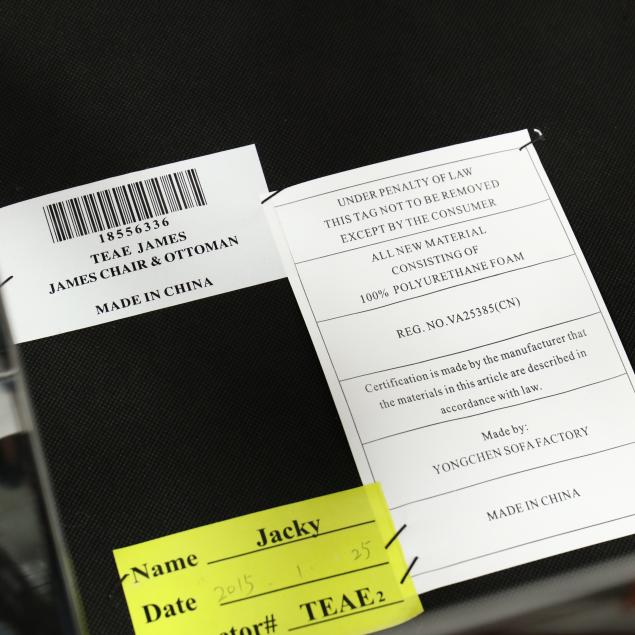 18556336
TEAE JAMES
JAMES CHAIR & OTTOMAN
MADE IN CHINA
UNDER PENALTY OF LAW
THIS TAG NOT TO BE REMOVED
EXCEPT BY THE CONSUMER
ALL NEW MATERIAL
CONSISTING OF
100% POLYURETHANE FOAM
REG. NO.VA25385(CN)
Certification is made by the manufacturer that
the materials in this article are described in
accordance with law.
Made by:
YONGCHEN SOFA FACTORY
MADE IN CHINA
Name Jacky
Date 2015 . 1 . 25
TEAE2